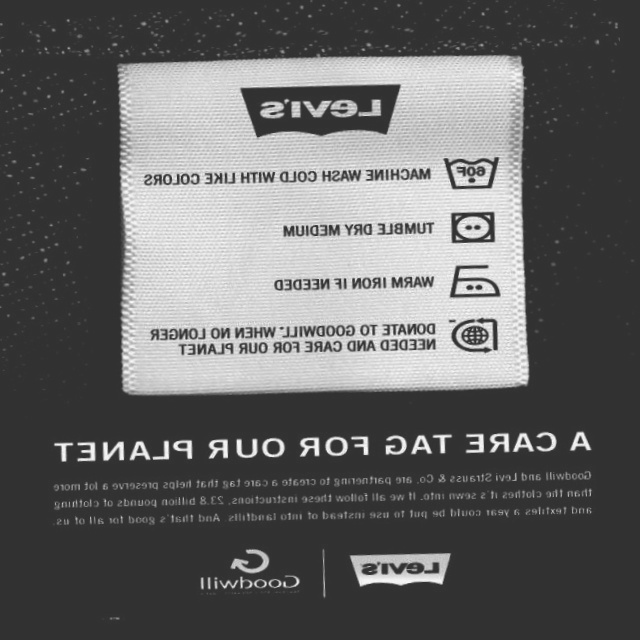 Levi's
60F MACHINE WASH COLD WITH LIKE COLORS
TUMBLE DRY MEDIUM
WARM IRON IF NEEDED
DONATE TO GOODWILL™ WHEN NO LONGER
NEEDED AND CARE FOR OUR PLANET
A CARE TAG FOR OUR PLANET
Goodwill and Levi Strauss & Co. are partnering to create a care tag that helps preserve a lot more
than the clothes it's sewn into. If we all follow these instructions, 23.8 billion pounds of clothing
and textiles a year could be put to use instead of into landfills. And that's good for all of us.
Levi's
Goodwill